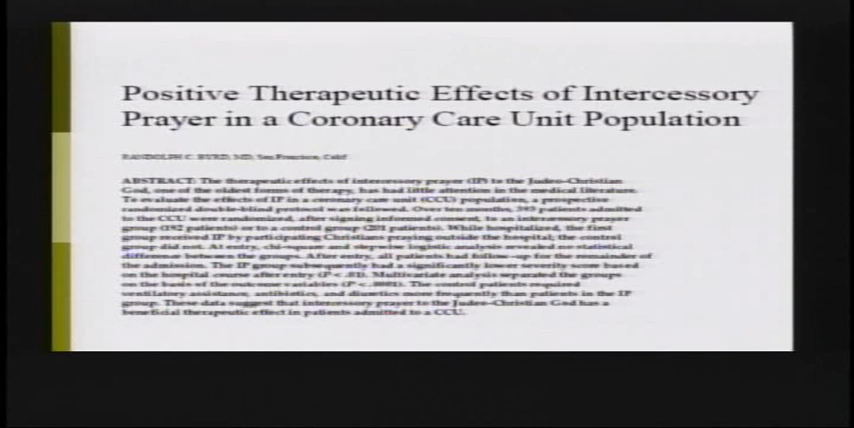 Positive Therapeutic Effects of Intercessory
Prayer in a Coronary Care Unit Population
RANDOLPH C. BYRD, MD, San Francisco, Calif
ABSTRACT: The therapeutic effects of intercessory prayer (IP) to the Judeo-Christian
God, one of the oldest forms of therapy, has had little attention in the medical literature.
To evaluate the effects of IP in a coronary care unit (CCU) population, a prospective
randomized double-blind protocol was followed. Over ten months, 393 patients admitted
to the CCU were randomized, after signing informed consent, to an intercessory prayer
group (192 patients) or to a control group (201 patients). While hospitalized, the first
group received IP by participating Christians praying outside the hospital; the control
group did not. At entry, chi-square and stepwise logistic analysis revealed no statistical
difference between the groups. After entry, all patients had follow-up for the remainder of
the admission. The IP group subsequently had a significantly lower severity score based
on the hospital course after entry (P < .01). Multivariate analysis separated the groups
on the basis of the outcome variables (P < .0001). The control patients required
ventilatory assistance, antibiotics, and diuretics more frequently than patients in the IP
group. These data suggest that intercessory prayer to the Judeo-Christian God has a
beneficial therapeutic effect in patients admitted to a CCU.